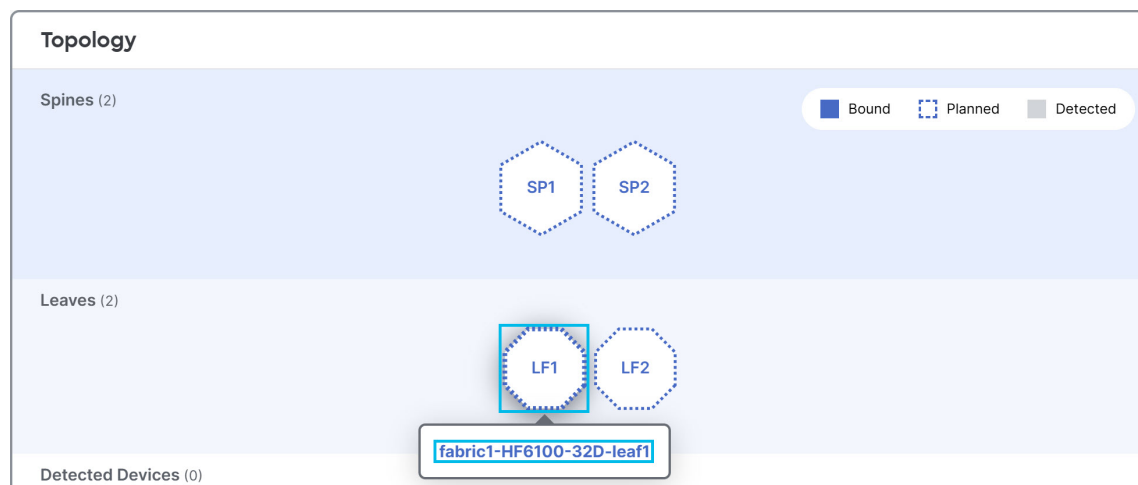 Topology
Spines (2)
Bound Planned Detected
SP1 SP2
Leaves (2)
LF1 LF2
fabric1-HF6100-32D-leaf1
Detected Devices (0)